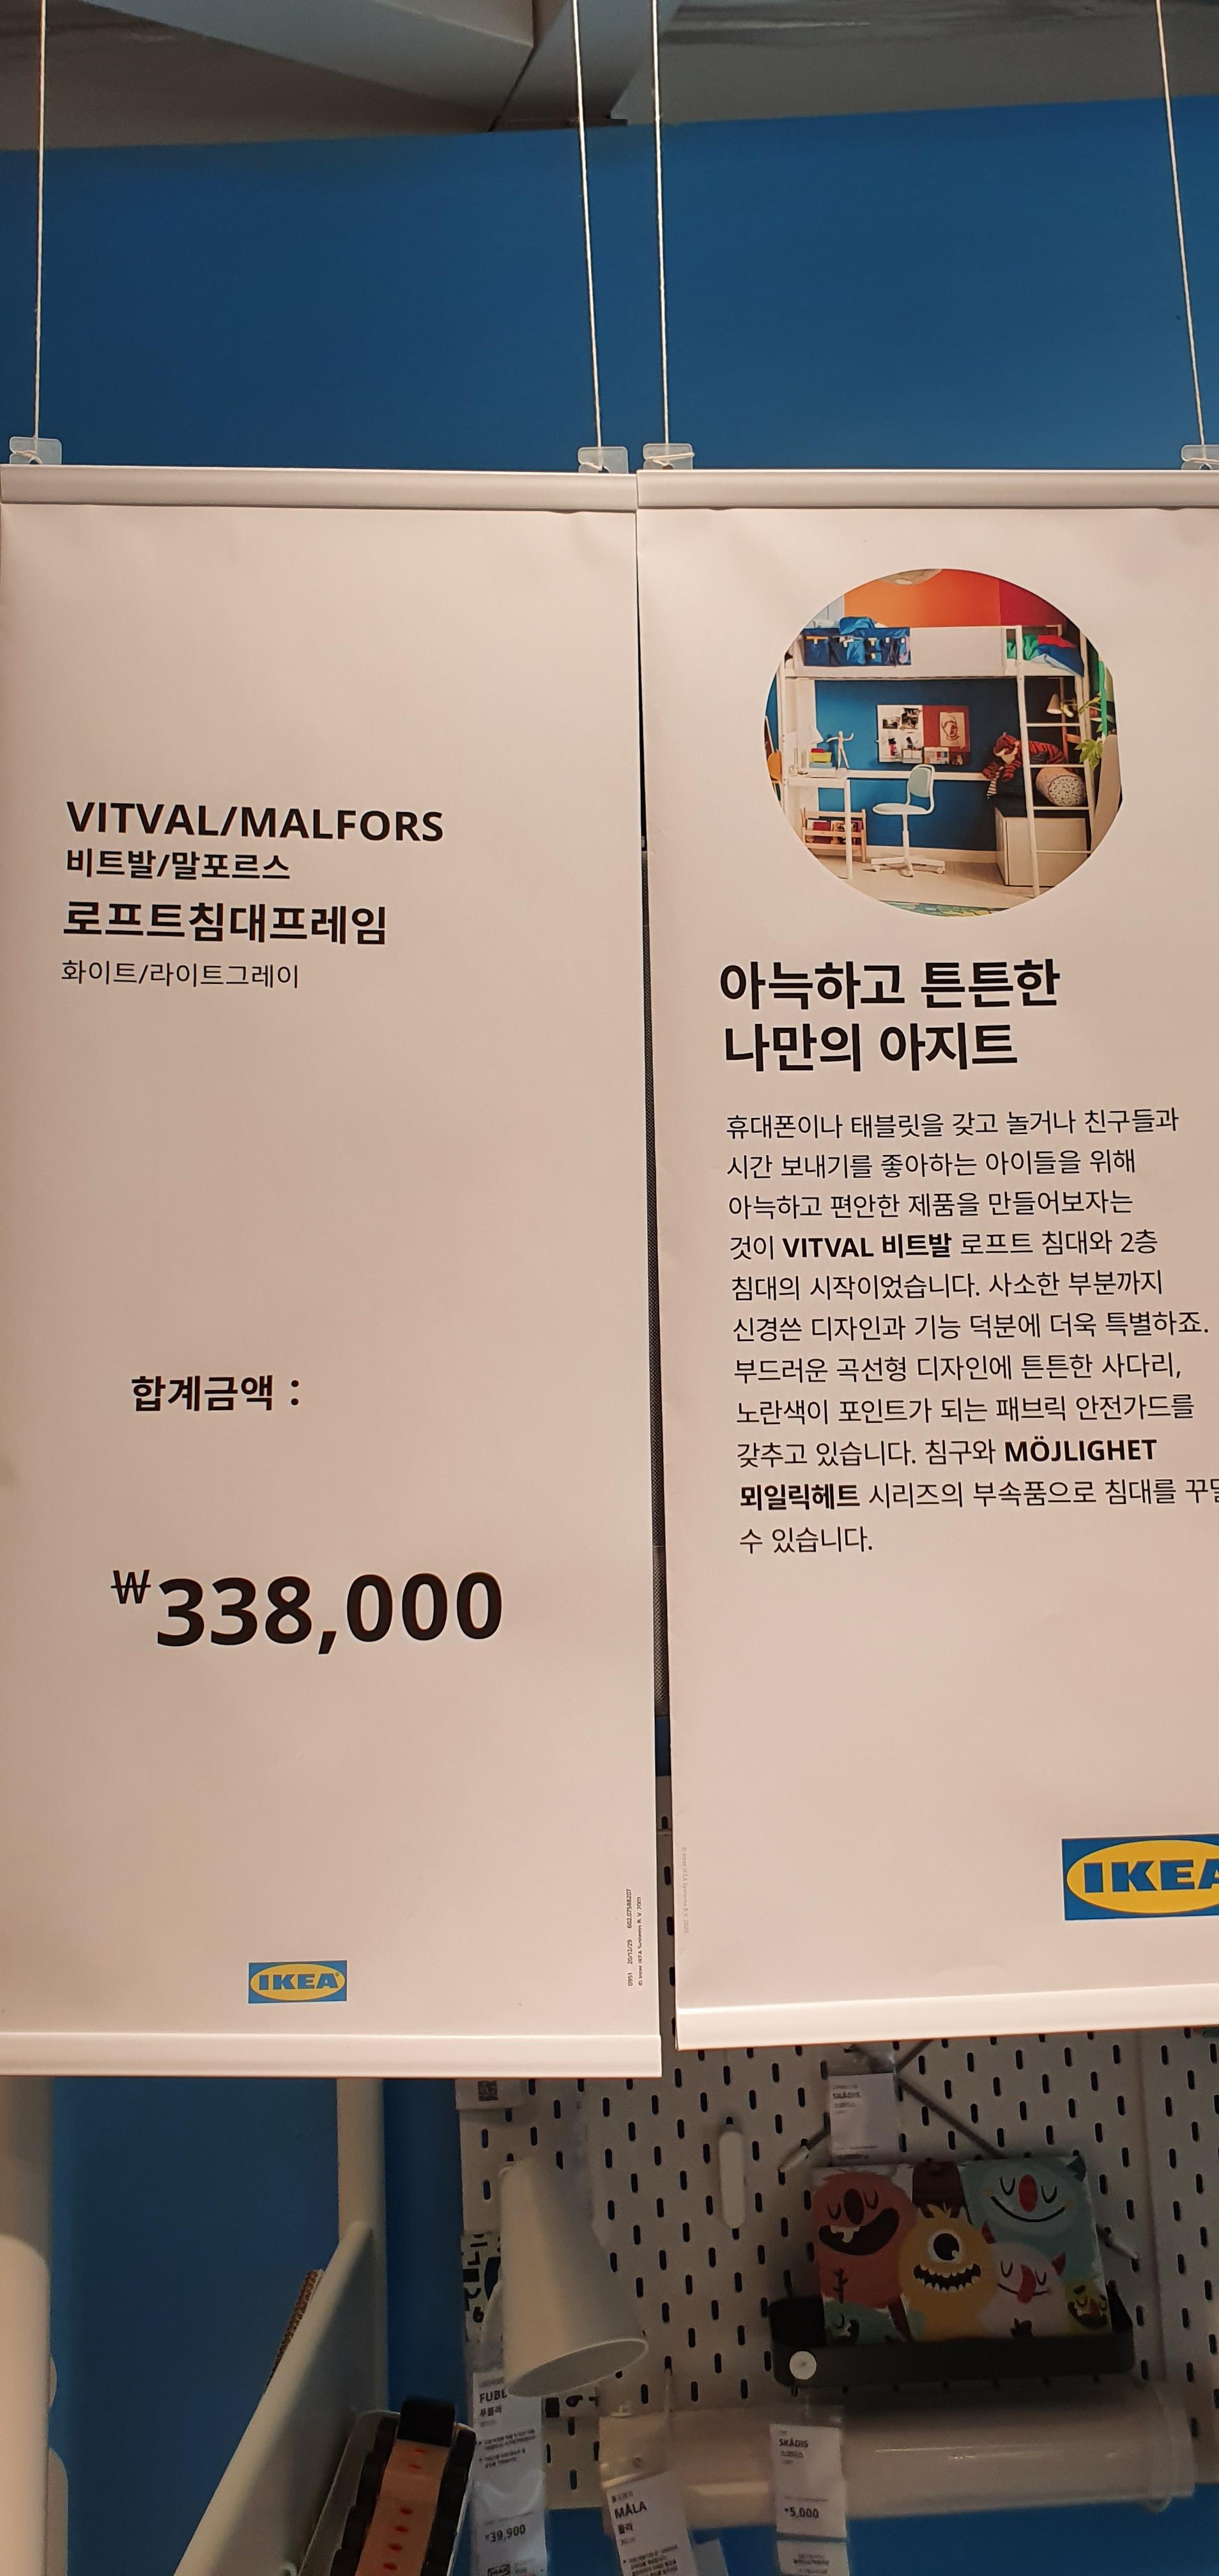 VITVAL/MALFORS
비트발/말포르스
로프트침대프레임
화이트/라이트그레이
합계금액 :
₩338,000
IKEA
아늑하고 튼튼한
나만의 아지트
휴대폰이나 태블릿을 갖고 놀거나 친구들과
시간 보내기를 좋아하는 아이들을 위해
아늑하고 편안한 제품을 만들어보자는
것이 VITVAL 비트발 로프트 침대와 2층
침대의 시작이었습니다. 사소한 부분까지
신경쓴 디자인과 기능 덕분에 더욱 특별하죠.
부드러운 곡선형 디자인에 튼튼한 사다리,
노란색이 포인트가 되는 패브릭 안전가드를
갖추고 있습니다. 침구와 MÖJLIGHET
뫼일릭헤트 시리즈의 부속품으로 침대를 꾸밀
수 있습니다.
IKEA
SKÅDIS
₩39,900
MÅLA
몰라
SKÅDIS
₩5,000